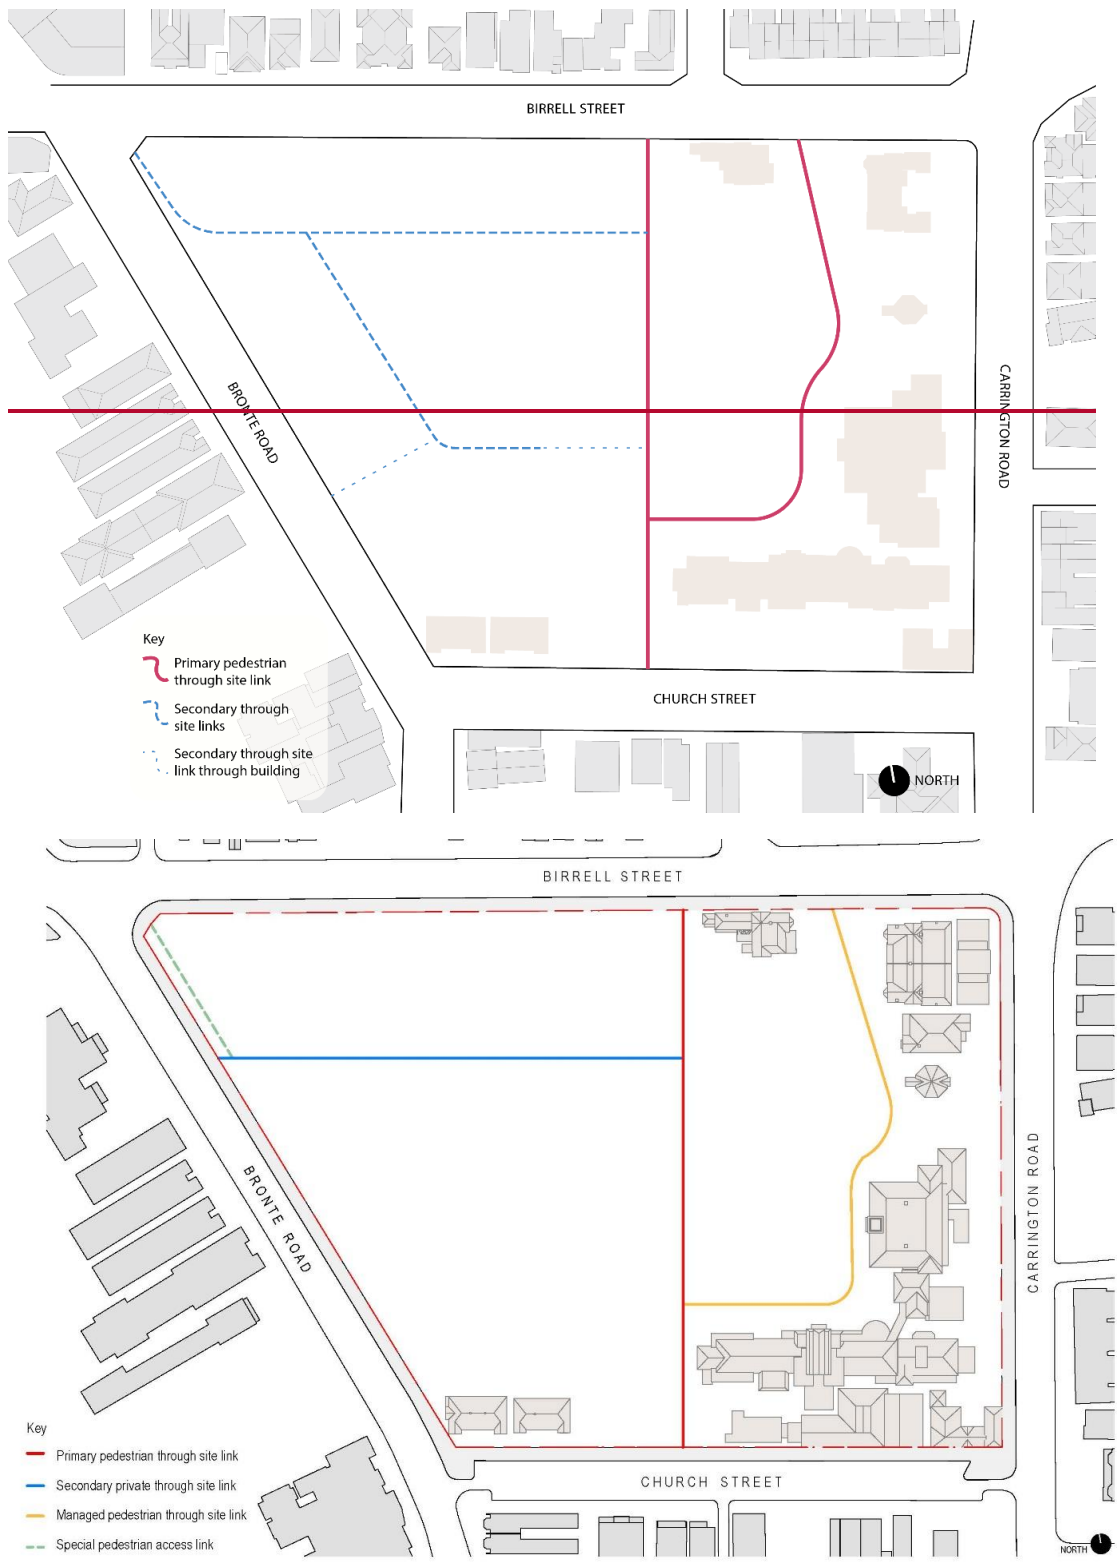 BIRRELL STREET
BRONTE ROAD
CARRINGTON ROAD
Key
Primary pedestrian
through site link
Secondary through
site links
Secondary through site
link through building
CHURCH STREET
NORTH
BIRRELL STREET
BRONTE ROAD
CARRINGTON ROAD
Key
Primary pedestrian through site link
Secondary private through site link
Managed pedestrian through site link
Special pedestrian access link
CHURCH STREET
NORTH